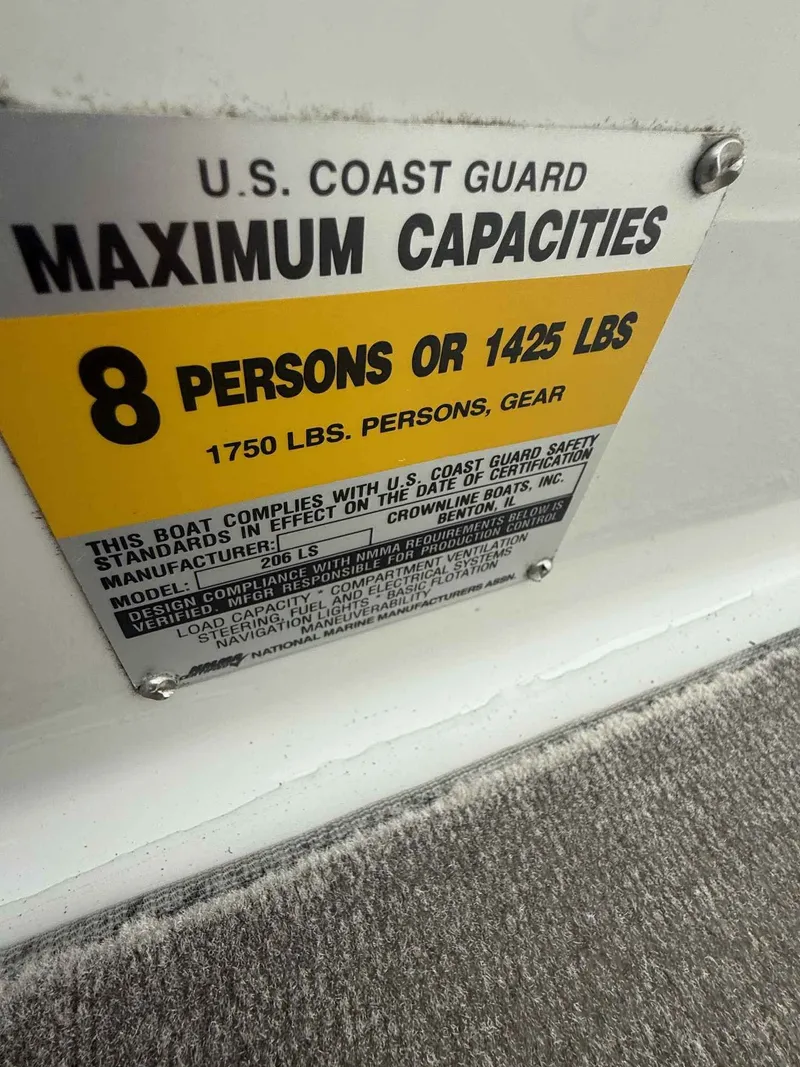 U.S. COAST GUARD
MAXIMUM CAPACITIES
8 PERSONS OR 1425 LBS
1750 LBS. PERSONS, GEAR
THIS BOAT COMPLIES WITH U.S. COAST GUARD SAFETY
STANDARDS IN EFFECT ON THE DATE OF CERTIFICATION
MANUFACTURER: CROWNLINE BOATS, INC.
BENTON, IL
MODEL: 206 LS
DESIGN COMPLIANCE WITH NMMA REQUIREMENTS BELOW IS
VERIFIED. MFGR RESPONSIBLE FOR PRODUCTION CONTROL
LOAD CAPACITY * COMPARTMENT VENTILATION
STEERING, FUEL AND ELECTRICAL SYSTEMS
NAVIGATION LIGHTS * BASIC FLOTATION
MANEUVERABILITY
NMMA NATIONAL MARINE MANUFACTURERS ASSN.